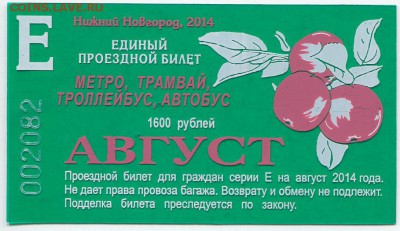 COINS.LAVE.RU
Е
Нижний Новгород, 2014
ЕДИНЫЙ
ПРОЕЗДНОЙ БИЛЕТ
МЕТРО, ТРАМВАЙ,
ТРОЛЛЕЙБУС, АВТОБУС
1600 рублей
АВГУСТ
002082
Проездной билет для граждан серии Е на август 2014 года.
Не дает права провоза багажа. Возврату и обмену не подлежит.
Подделка билета преследуется по закону.